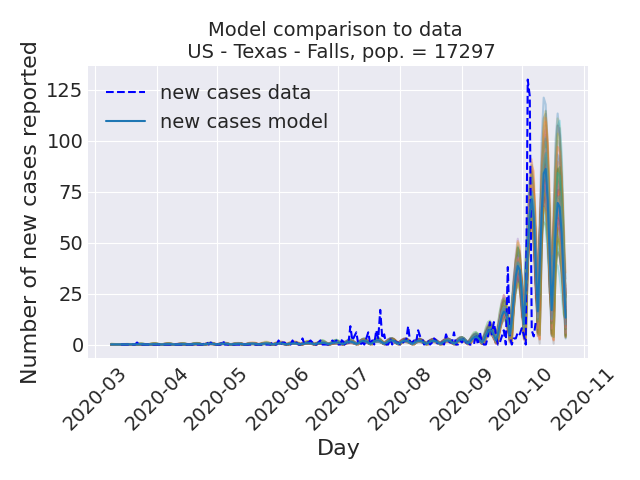 Model comparison to data
US - Texas - Falls, pop. = 17297
Number of new cases reported
125
100
75
50
25
0
new cases data
new cases model
2020-03
2020-04
2020-05
2020-06
2020-07
2020-08
2020-09
2020-10
2020-11
Day